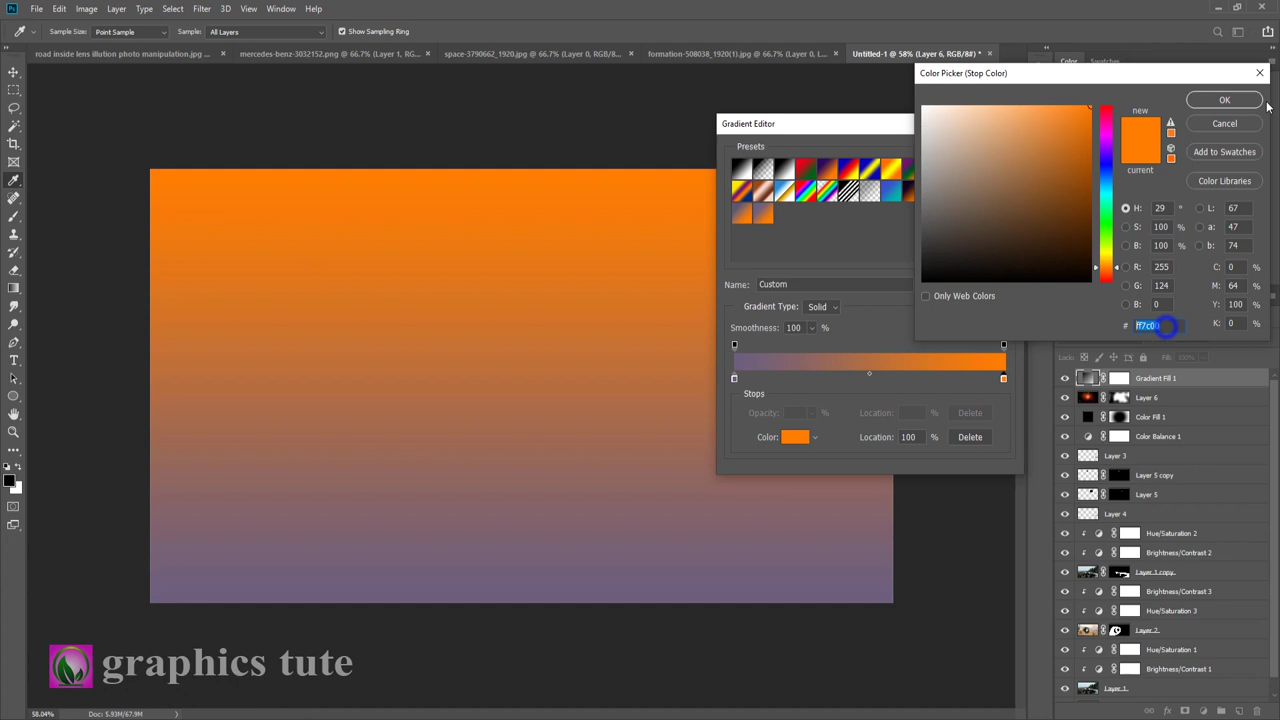 Ps File Edit Image Layer Type Select Filter 3D View Window Help
Sample Size: Point Sample Sample: All Layers Show Sampling Ring
road inside lens illution photo manipulation.jpg ... × mercedes-benz-3032152.png @ 66.7% (Layer 1, RGB/8... × space-3790662_1920.jpg @ 66.7% (Layer 0, RGB/8... × formation-508038_1920(1).jpg @ 66.7% (Layer 0, ... × Untitled-1 @ 58% (Layer 6, RGB/8#) * ×
Color Swatches
Color Picker (Stop Color)
new
current
OK
Cancel
Add to Swatches
Color Libraries
H: 29 ° L: 67
S: 100 % a: 47
B: 100 % b: 74
R: 255 C: 0 %
G: 124 M: 64 %
B: 0 Y: 100 %
# ff7c00 K: 0 %
Only Web Colors
Gradient Editor
Presets
Name: Custom
Gradient Type: Solid
Smoothness: 100 %
Stops
Opacity: % Location: % Delete
Color: Location: 100 % Delete
Lock: Fill: 100%
Gradient Fill 1
Layer 6
Color Fill 1
Color Balance 1
Layer 3
Layer 5 copy
Layer 5
Layer 4
Hue/Saturation 2
Brightness/Contrast 2
Layer 1 copy
Brightness/Contrast 3
Hue/Saturation 3
Layer 2
Hue/Saturation 1
Brightness/Contrast 1
Layer 1
graphics tute
58.04% Doc: 5.93M/67.9M